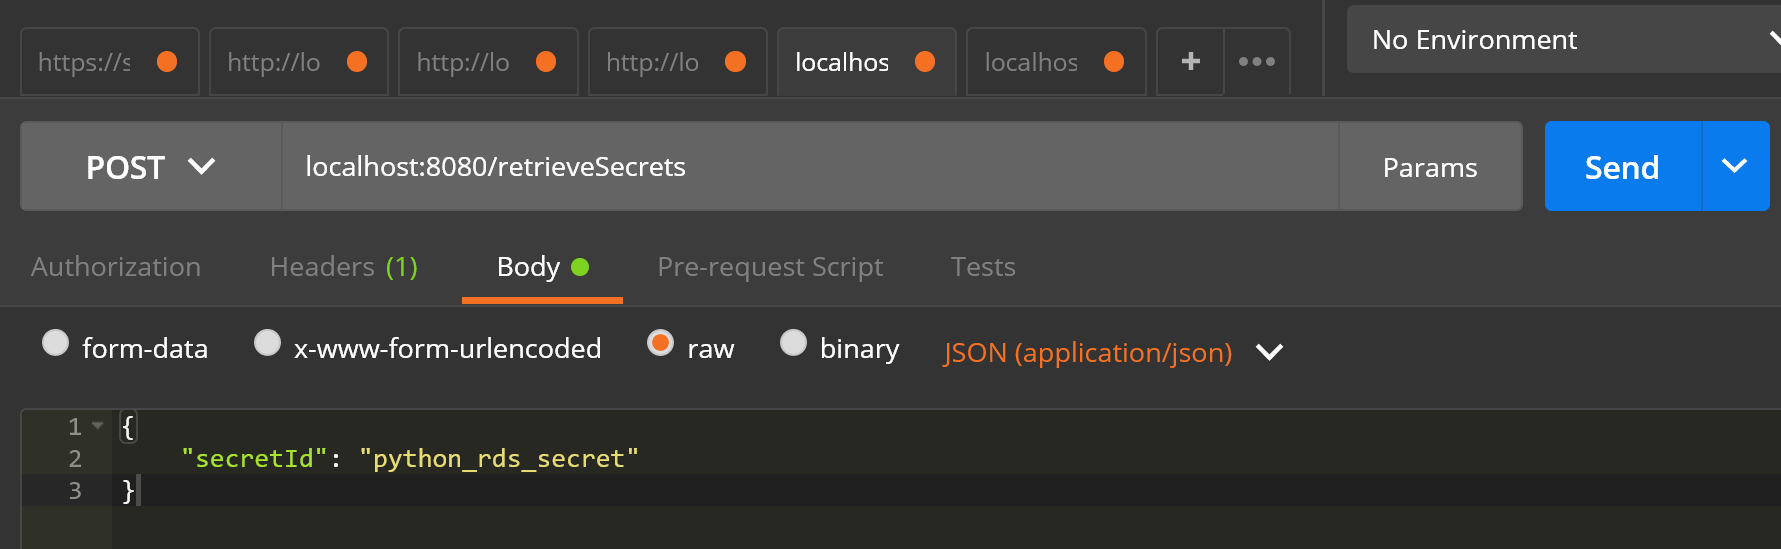 https://s http://lo http://lo http://lo localhos localhos + No Environment
POST localhost:8080/retrieveSecrets Params Send
Authorization Headers (1) Body Pre-request Script Tests
form-data x-www-form-urlencoded raw binary JSON (application/json)
1 {
2 "secretId": "python_rds_secret"
3 }